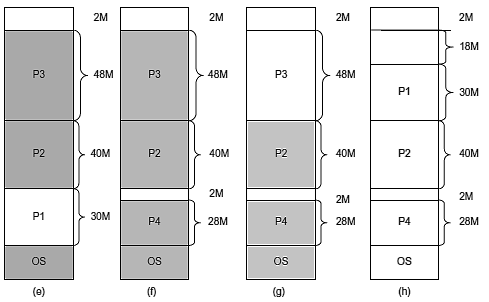 2M 2M 2M 2M
18M
P3 48M P3 48M P3 48M
P1 30M
P2 40M P2 40M P2 40M P2 40M
2M 2M 2M
P1 30M P4 28M P4 28M P4 28M
OS OS OS OS
(e) (f) (g) (h)